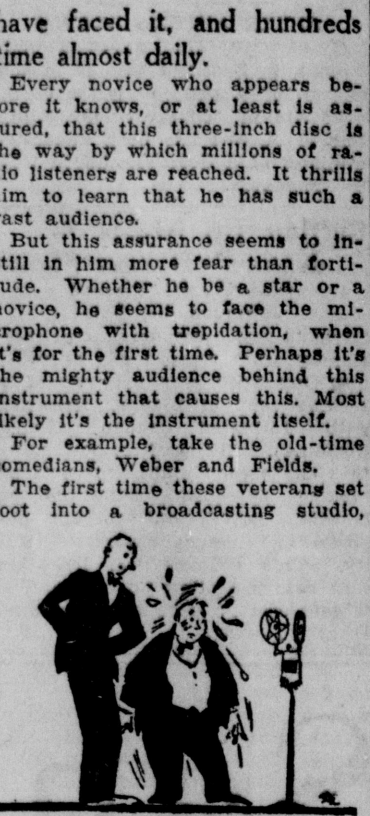 have faced it, and hundreds
time almost daily.
Every novice who appears be-
ore it knows, or at least is as-
ured, that this three-inch disc is
he way by which millions of ra-
io listeners are reached. It thrills
im to learn that he has such a
ast audience.
But this assurance seems to in-
till in him more fear than forti-
ude. Whether he be a star or a
ovice, he seems to face the mi-
rophone with trepidation, when
t's for the first time. Perhaps it's
he mighty audience behind this
nstrument that causes this. Most
ikely it's the instrument itself.
For example, take the old-time
omedians, Weber and Fields.
The first time these veterans set
oot into a broadcasting studio,